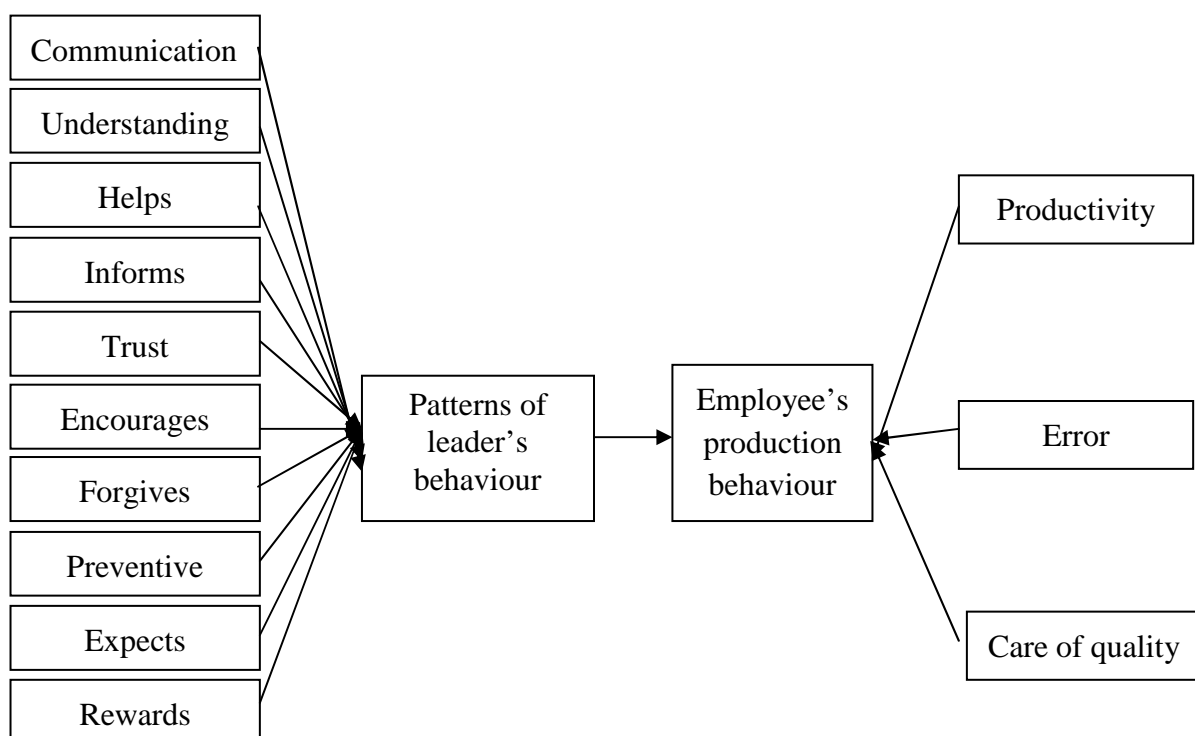 Communication
Understanding
Helps
Informs
Trust
Encourages
Forgives
Preventive
Expects
Rewards
Patterns of
leader’s
behaviour
Employee’s
production
behaviour
Productivity
Error
Care of quality